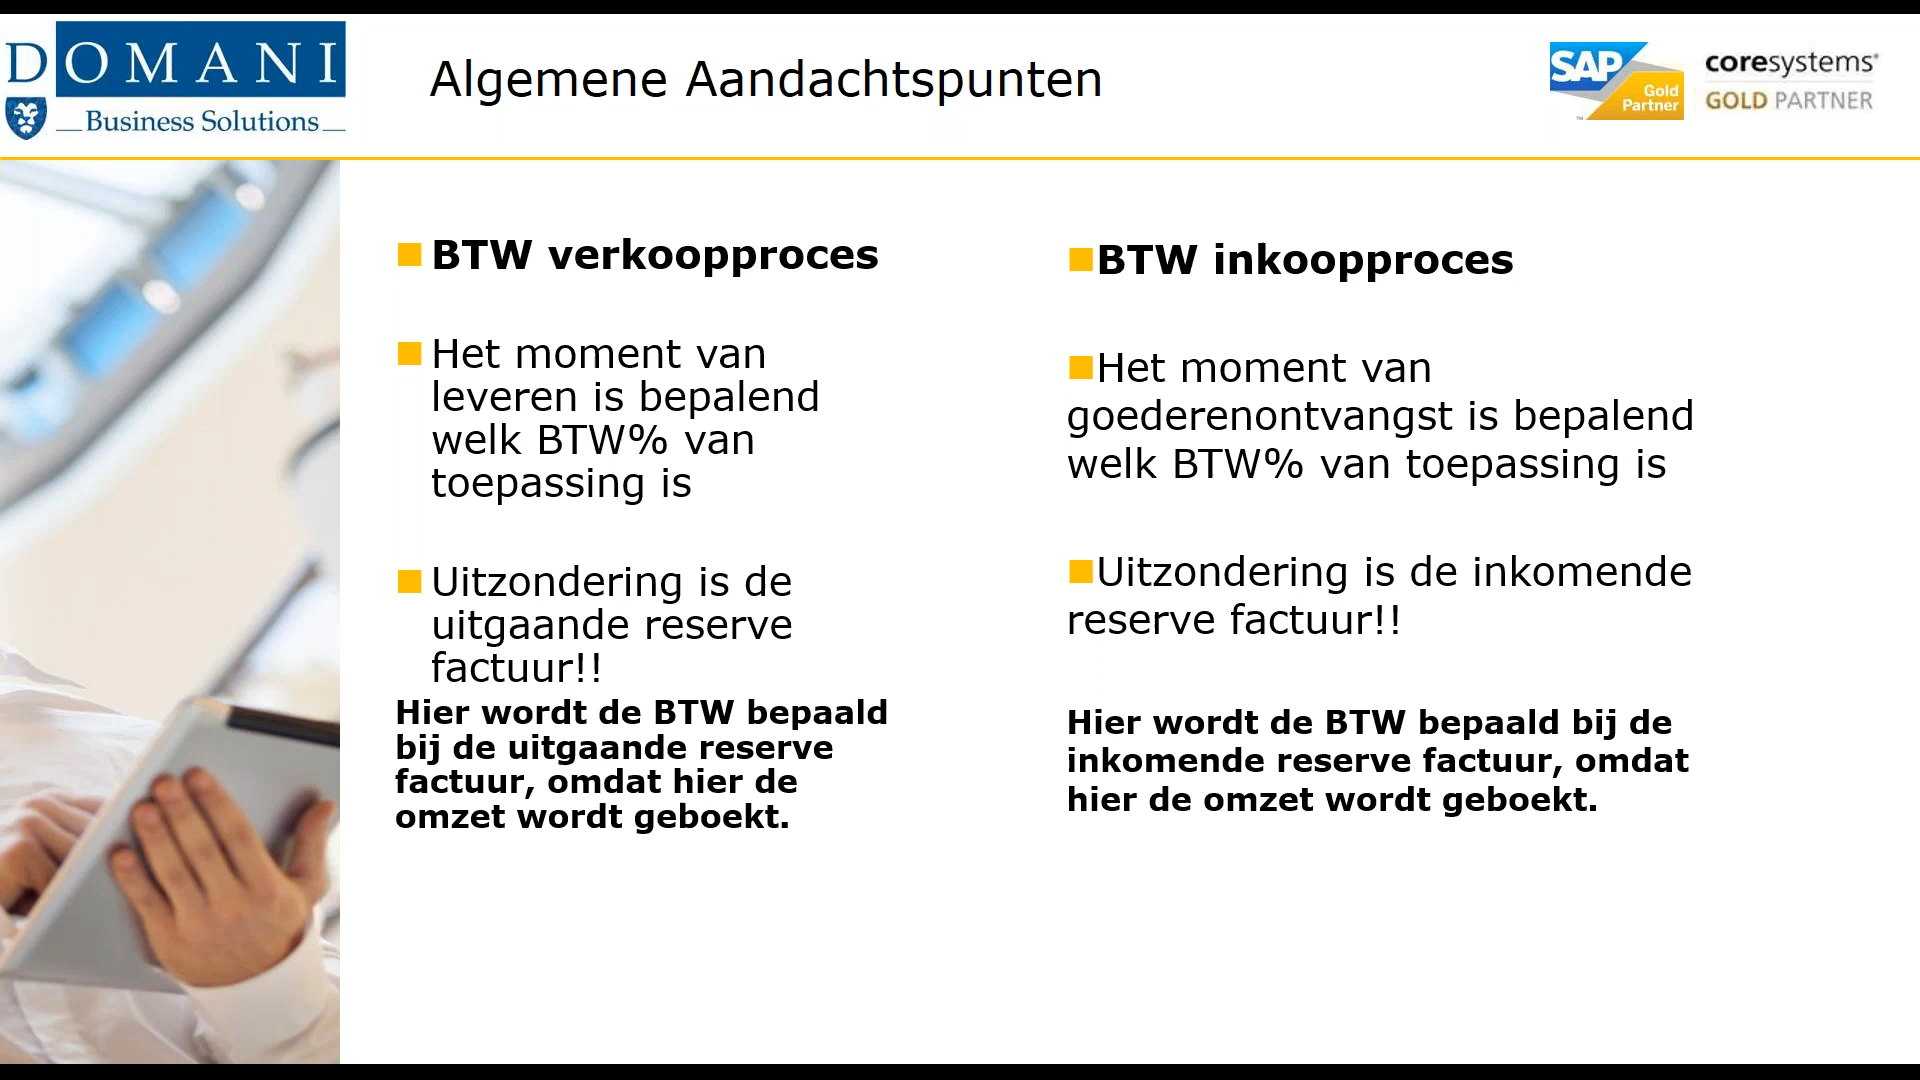 DOMANI
Business Solutions
Algemene Aandachtspunten
SAP
Gold
Partner
™
coresystems®
GOLD PARTNER
BTW verkoopproces
Het moment van
leveren is bepalend
welk BTW% van
toepassing is
Uitzondering is de
uitgaande reserve
factuur!!
Hier wordt de BTW bepaald
bij de uitgaande reserve
factuur, omdat hier de
omzet wordt geboekt.
BTW inkoopproces
Het moment van
goederenontvangst is bepalend
welk BTW% van toepassing is
Uitzondering is de inkomende
reserve factuur!!
Hier wordt de BTW bepaald bij de
inkomende reserve factuur, omdat
hier de omzet wordt geboekt.